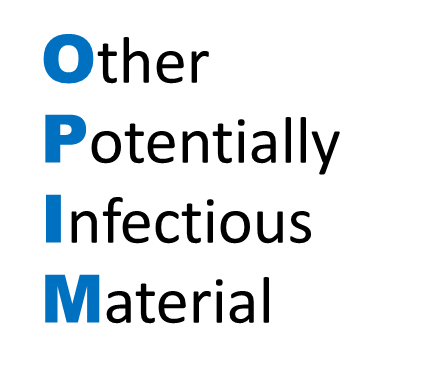 Other
Potentially
Infectious
Material